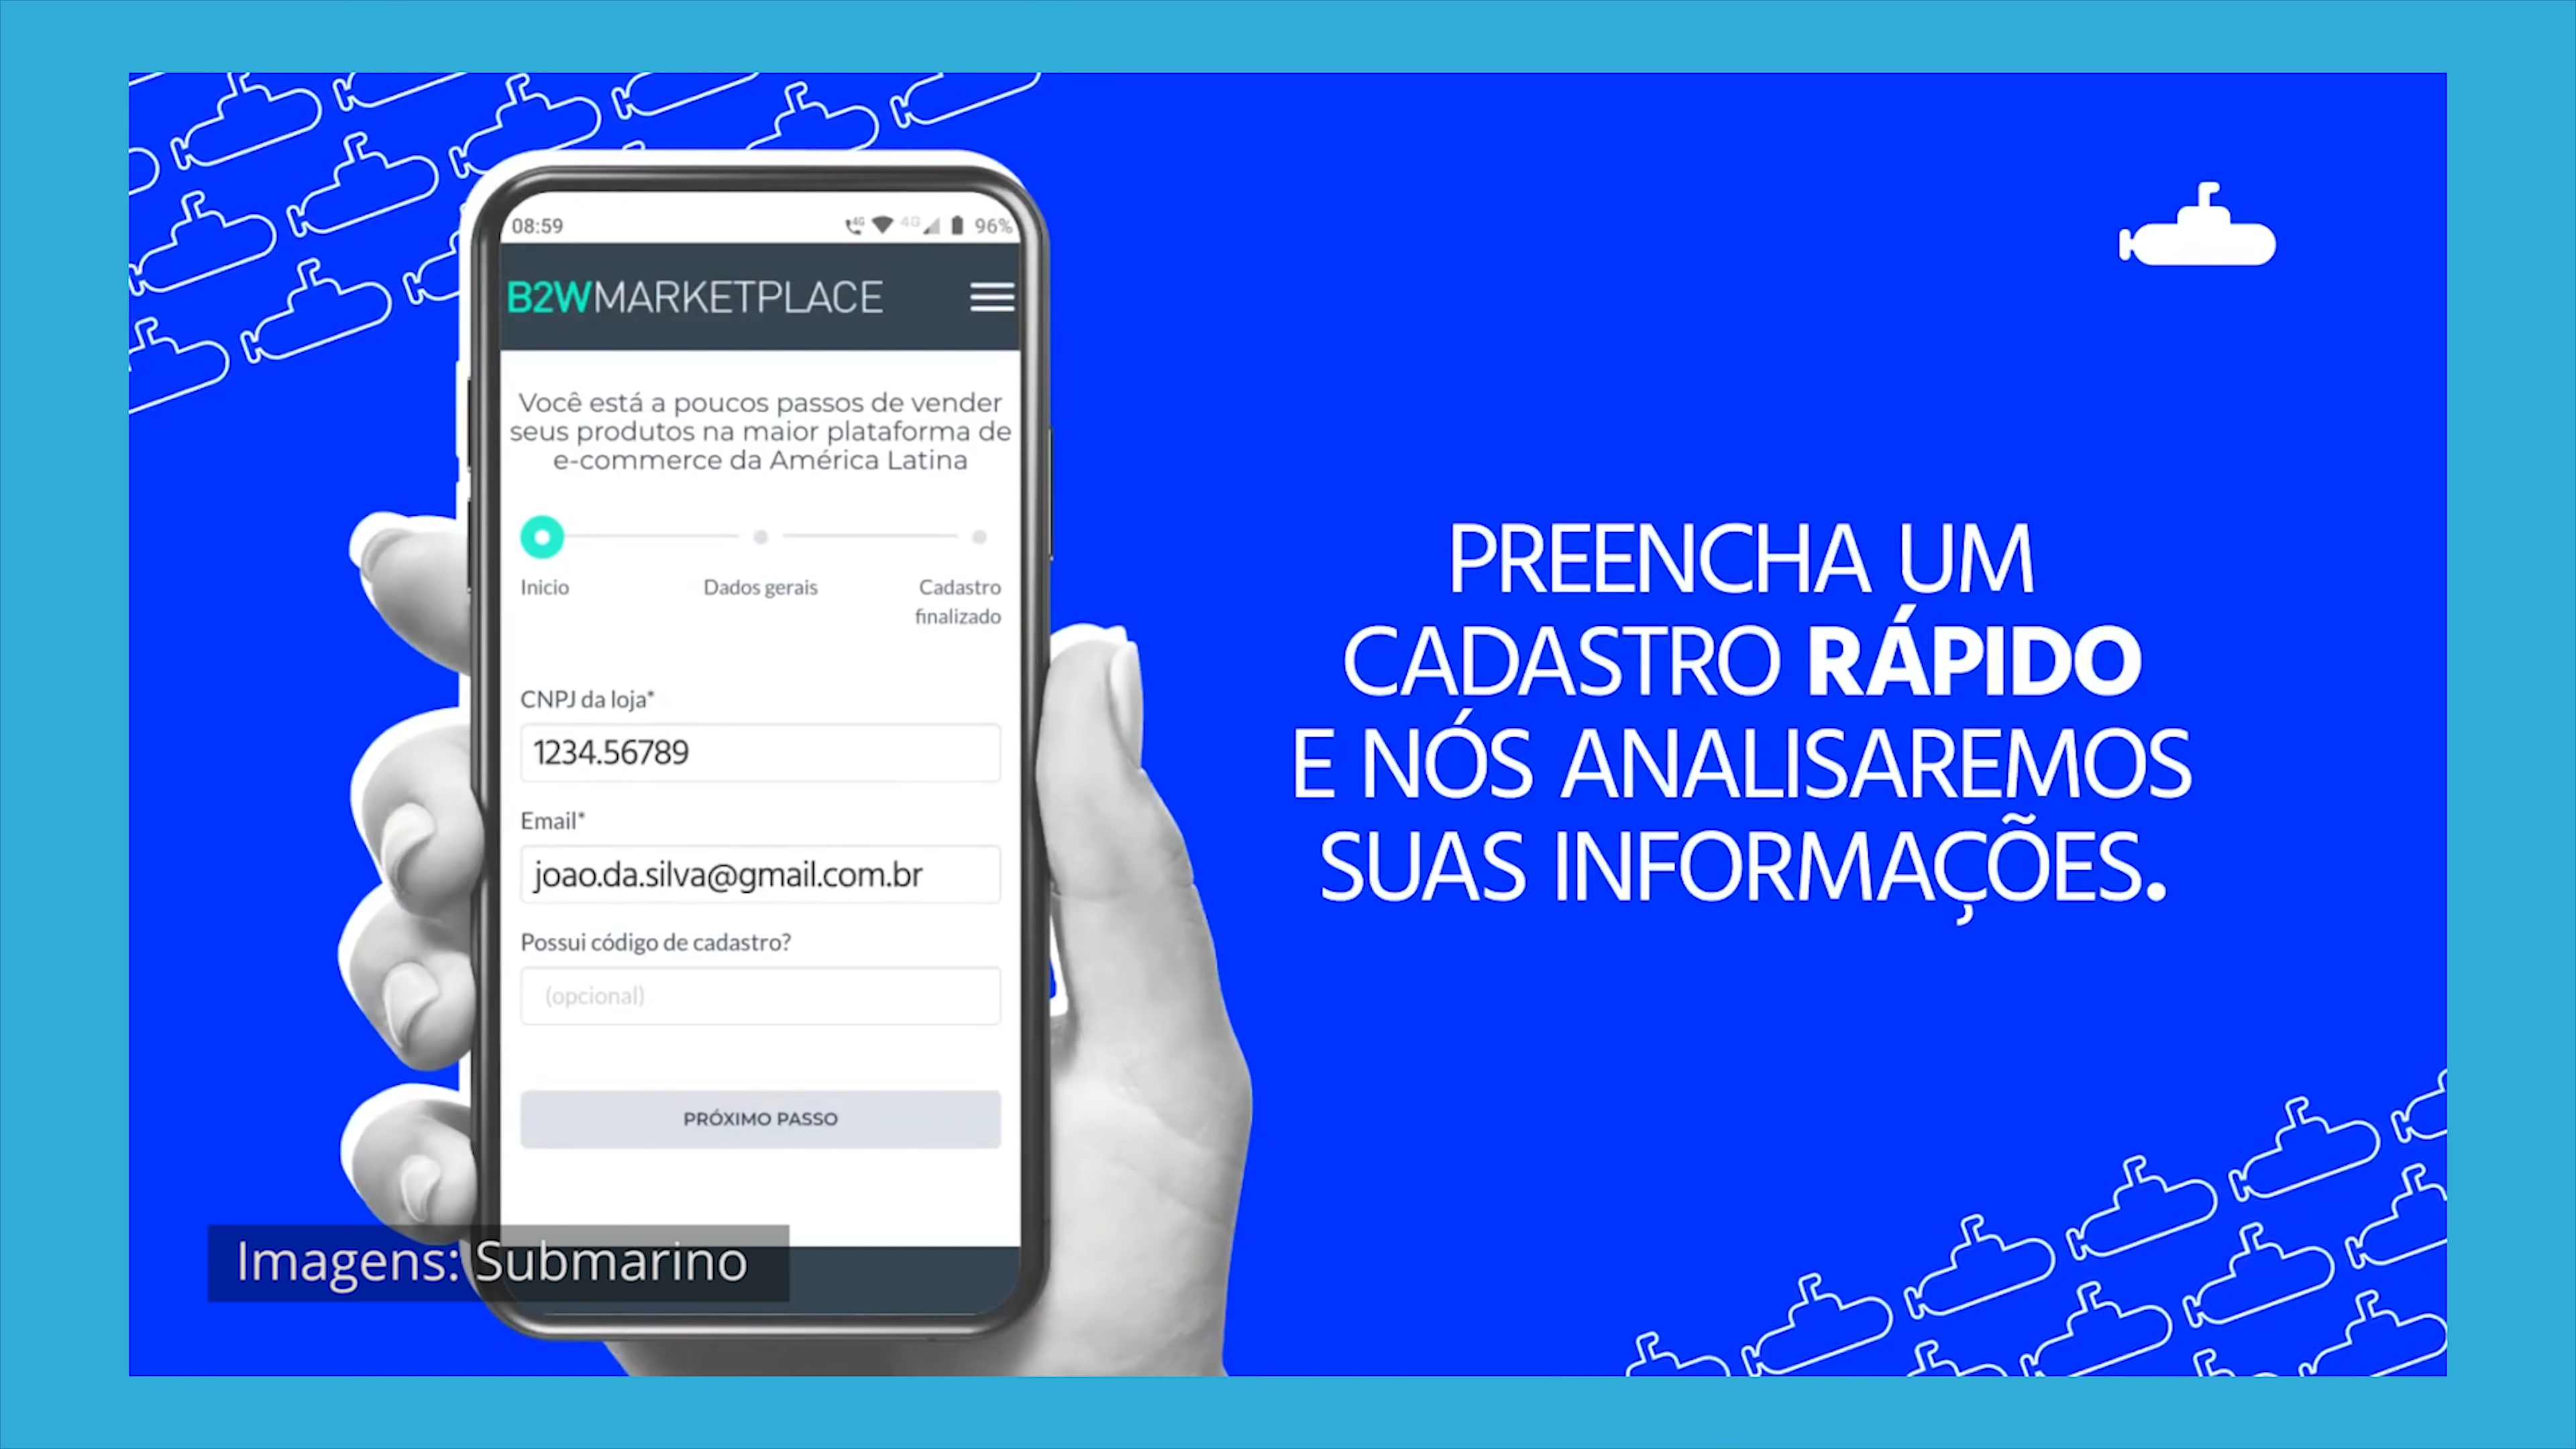 08:59
4G
4G
96%
B2WMARKETPLACE
Você está a poucos passos de vender
seus produtos na maior plataforma de
e-commerce da América Latina
Inicio
Dados gerais
Cadastro
finalizado
CNPJ da loja*
1234.56789
Email*
joao.da.silva@gmail.com.br
Possui código de cadastro?
(opcional)
PRÓXIMO PASSO
PREENCHA UM
CADASTRO RÁPIDO
E NÓS ANALISAREMOS
SUAS INFORMAÇÕES.
Imagens: Submarino